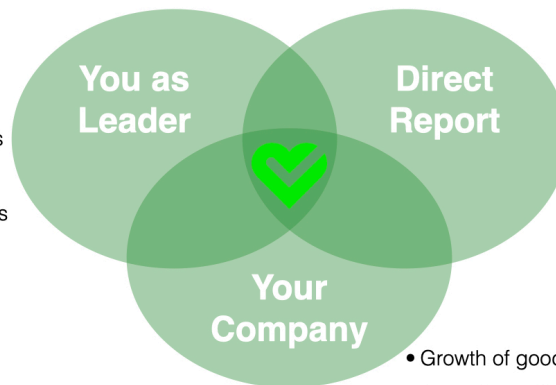 You as
Leader
Direct
Report
s
s
Your
Company
• Growth of good